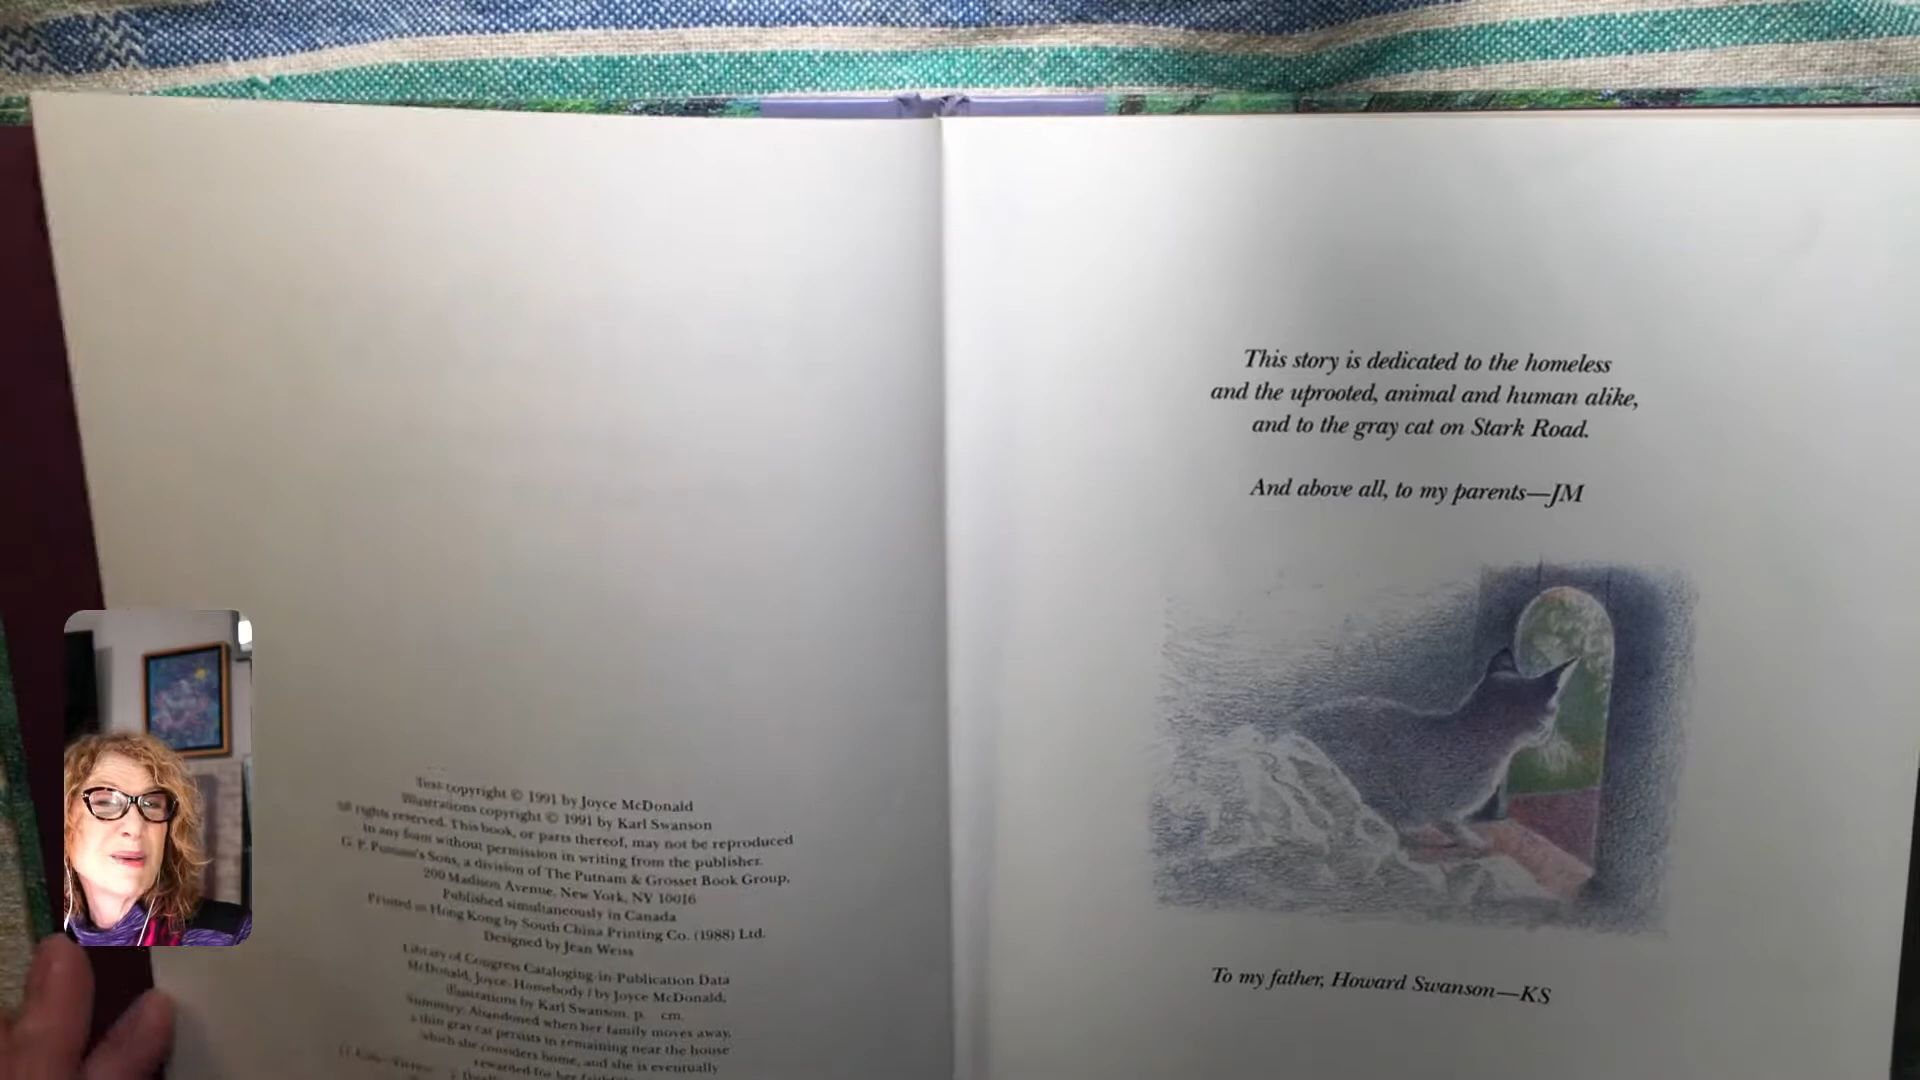 Text copyright © 1991 by Joyce McDonald
Illustrations copyright © 1991 by Karl Swanson
All rights reserved. This book, or parts thereof, may not be reproduced
in any form without permission in writing from the publisher.
G. P. Putnam's Sons, a division of The Putnam & Grosset Book Group,
200 Madison Avenue, New York, NY 10016
Published simultaneously in Canada
Printed in Hong Kong by South China Printing Co. (1988) Ltd.
Designed by Jean Weiss
Library of Congress Cataloging-in-Publication Data
McDonald, Joyce. Homebody / by Joyce McDonald,
illustrations by Karl Swanson. p. cm.
Summary: Abandoned when her family moves away,
a thin gray cat persists in remaining near the house
which she considers home, and she is eventually
rewarded for her
This story is dedicated to the homeless
and the uprooted, animal and human alike,
and to the gray cat on Stark Road.
And above all, to my parents—JM
To my father, Howard Swanson—KS